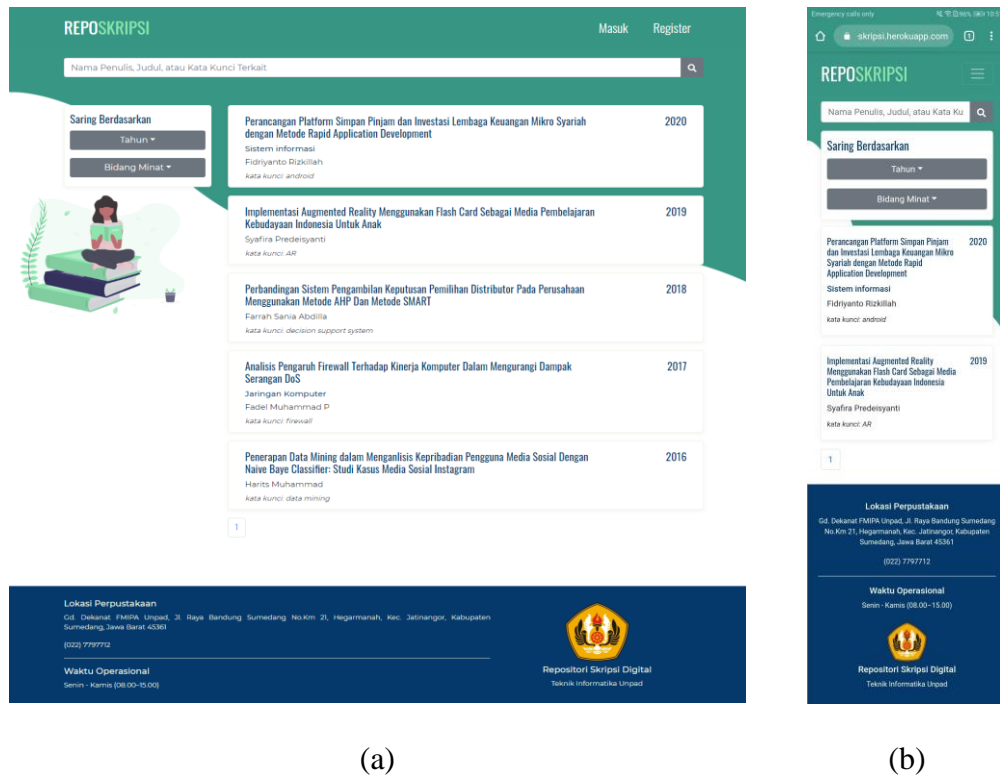 REPOSKRIPSI
Masuk Register
Nama Penulis, Judul, atau Kata Kunci Terkait
Saring Berdasarkan
Tahun
Bidang Minat
Perancangan Platform Simpan Pinjam dan Investasi Lembaga Keuangan Mikro Syariah 2020
dengan Metode Rapid Application Development
Sistem informasi
Fidriyanto Rizkillah
kata kunci: android
Implementasi Augmented Reality Menggunakan Flash Card Sebagai Media Pembelajaran 2019
Kebudayaan Indonesia Untuk Anak
Syafira Predeisyanti
kata kunci: AR
Perbandingan Sistem Pengambilan Keputusan Pemilihan Distributor Pada Perusahaan 2018
Menggunakan Metode AHP Dan Metode SMART
Farrah Sania Abdilla
kata kunci: decision support system
Analisis Pengaruh Firewall Terhadap Kinerja Komputer Dalam Mengurangi Dampak 2017
Serangan DoS
Jaringan Komputer
Fadel Muhammad P
kata kunci: firewall
Penerapan Data Mining dalam Menganlisis Kepribadian Pengguna Media Sosial Dengan 2016
Naive Baye Classifier: Studi Kasus Media Sosial Instagram
Harits Muhammad
kata kunci: data mining
1
Lokasi Perpustakaan
Gd. Dekanat FMIPA Unpad, Jl. Raya Bandung Sumedang No.Km 21, Hegarmanah, Kec. Jatinangor, Kabupaten
Sumedang, Jawa Barat 45361
(022) 7797712
Waktu Operasional
Senin - Kamis (08.00-15.00)
Repositori Skripsi Digital
Teknik Informatika Unpad
(a)
Emergency calls only
skripsi.herokuapp.com 1
REPOSKRIPSI
Nama Penulis, Judul, atau Kata Ku
Saring Berdasarkan
Tahun
Bidang Minat
Perancangan Platform Simpan Pinjam 2020
dan Investasi Lembaga Keuangan Mikro
Syariah dengan Metode Rapid
Application Development
Sistem informasi
Fidriyanto Rizkillah
kata kunci: android
Implementasi Augmented Reality 2019
Menggunakan Flash Card Sebagai Media
Pembelajaran Kebudayaan Indonesia
Untuk Anak
Syafira Predeisyanti
kata kunci: AR
1
Lokasi Perpustakaan
Gd. Dekanat FMIPA Unpad, Jl. Raya Bandung Sumedang
No.Km 21, Hegarmanah, Kec. Jatinangor, Kabupaten
Sumedang, Jawa Barat 45361
(022) 7797712
Waktu Operasional
Senin - Kamis (08.00-15.00)
Repositori Skripsi Digital
Teknik Informatika Unpad
(b)